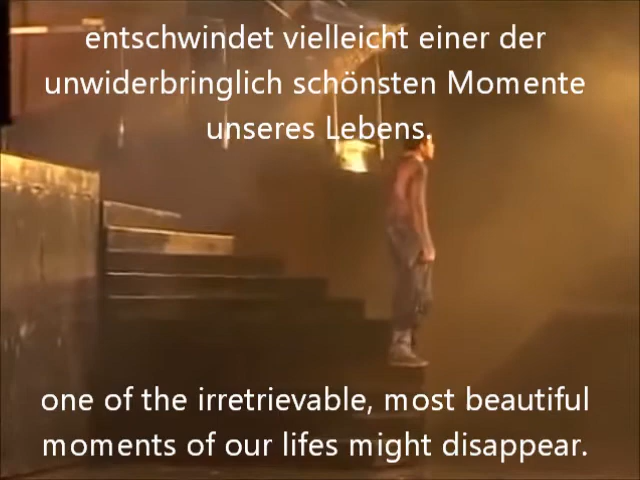 entschwindet vielleicht einer der
unwiderbringlich schönsten Momente
unseres Lebens.
one of the irretrievable, most beautiful
moments of our lifes might disappear.